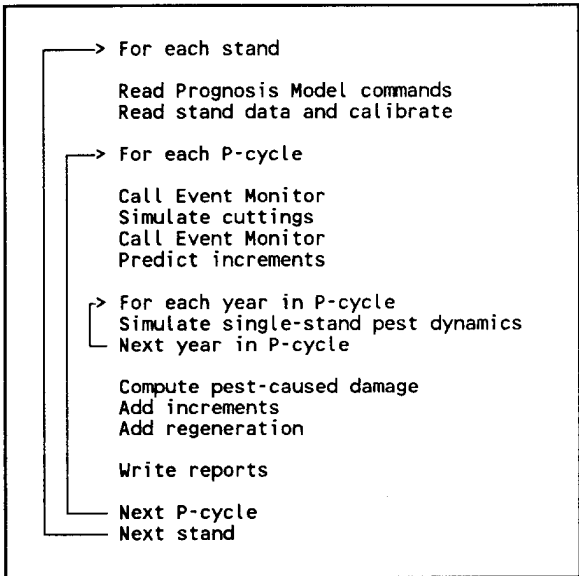 For each stand
Read Prognosis Model commands
Read stand data and calibrate
For each P-cycle
Call Event Monitor
Simulate cuttings
Call Event Monitor
Predict increments
For each year in P-cycle
Simulate single-stand pest dynamics
Next year in P-cycle
Compute pest-caused damage
Add increments
Add regeneration
Write reports
Next P-cycle
Next stand